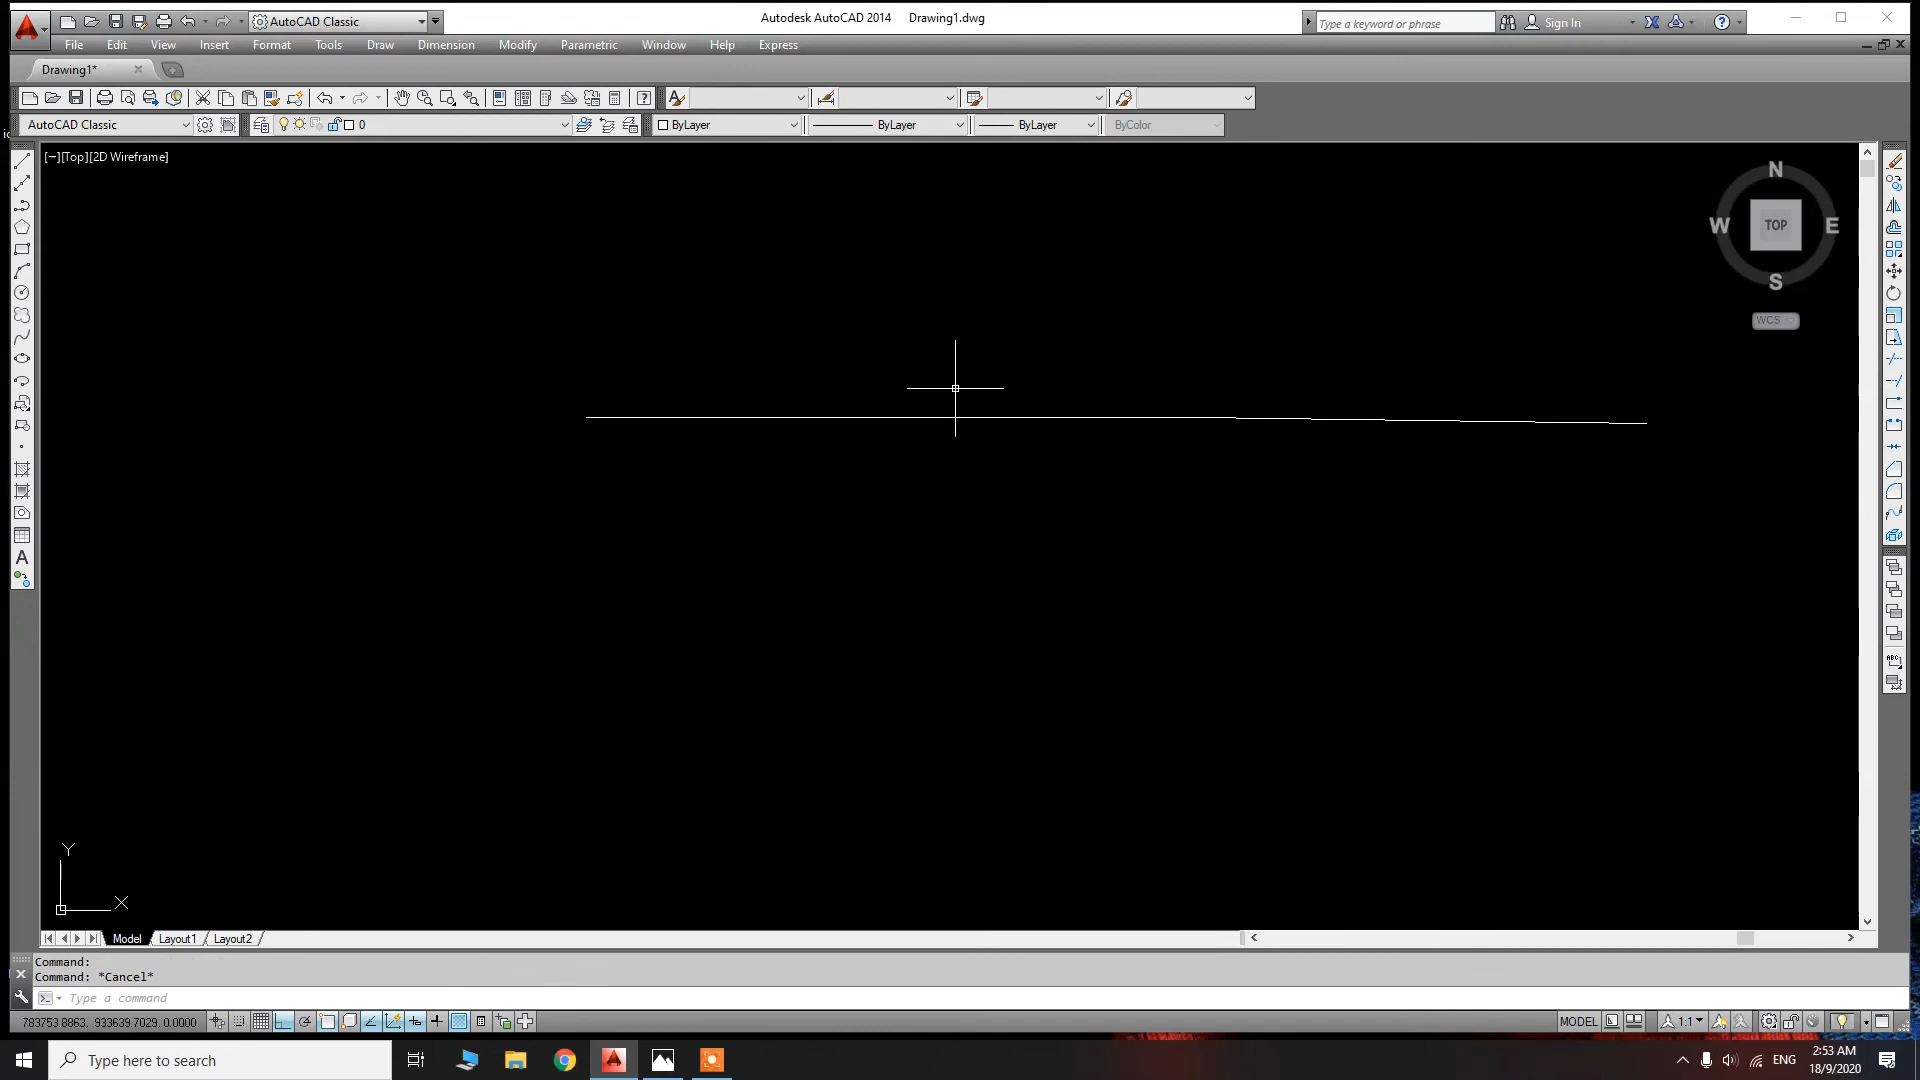 AutoCAD Classic
Autodesk AutoCAD 2014 Drawing1.dwg
Type a keyword or phrase
Sign In
File Edit View Insert Format Tools Draw Dimension Modify Parametric Window Help Express
Drawing1*
AutoCAD Classic
0
ByLayer
ByLayer
ByLayer
ByColor
[−][Top][2D Wireframe]
N
W TOP E
S
WCS
Y
X
Model Layout1 Layout2
Command:
Command: *Cancel*
Type a command
783753.8863, 933639.7029, 0.0000
MODEL
1:1
Type here to search
ENG
2:53 AM
18/9/2020
A
ABC